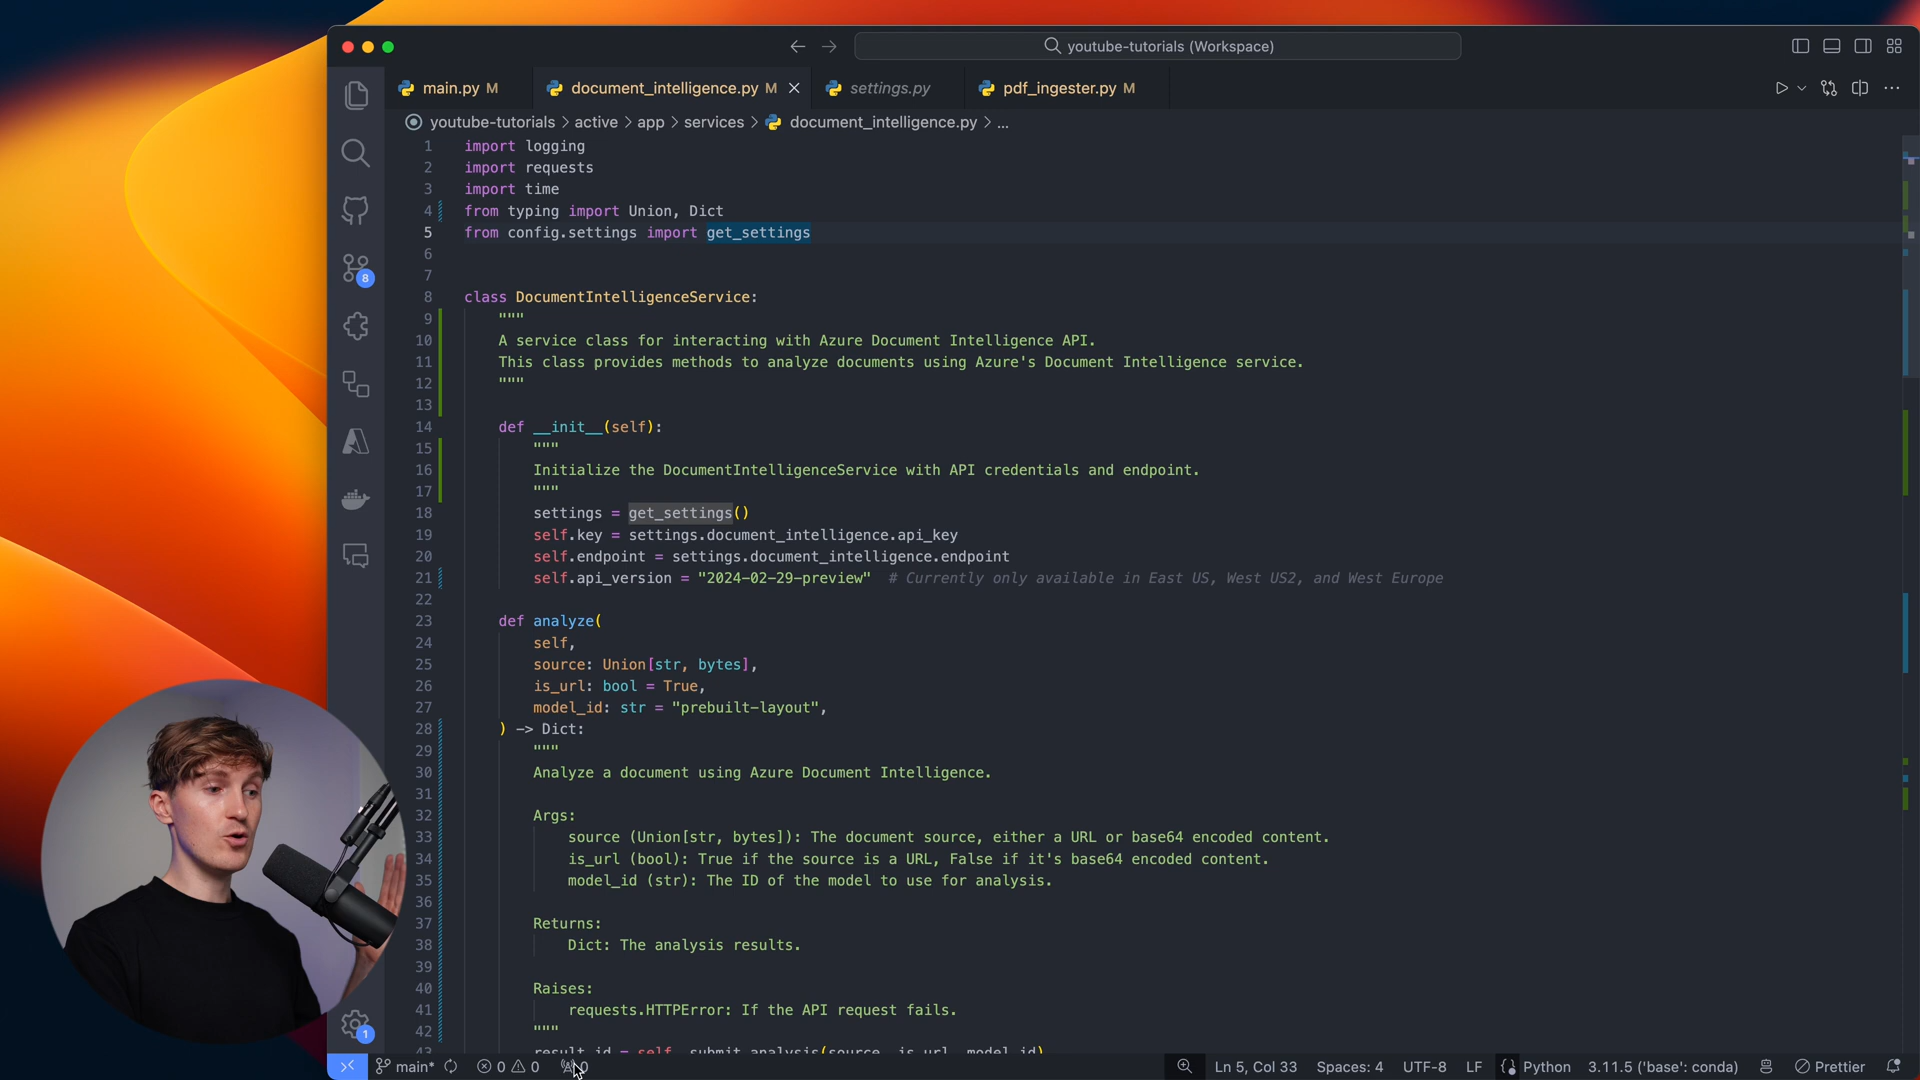 youtube-tutorials (Workspace)
main.py M
document_intelligence.py M
settings.py
pdf_ingester.py M
youtube-tutorials > active > app > services > document_intelligence.py > ...
1 import logging
2 import requests
3 import time
4 from typing import Union, Dict
5 from config.settings import get_settings
6
7
8 class DocumentIntelligenceService:
9 """
10 A service class for interacting with Azure Document Intelligence API.
11 This class provides methods to analyze documents using Azure's Document Intelligence service.
12 """
13
14 def __init__(self):
15 """
16 Initialize the DocumentIntelligenceService with API credentials and endpoint.
17 """
18 settings = get_settings()
19 self.key = settings.document_intelligence.api_key
20 self.endpoint = settings.document_intelligence.endpoint
21 self.api_version = "2024-02-29-preview" # Currently only available in East US, West US2, and West Europe
22
23 def analyze(
24 self,
25 source: Union[str, bytes],
26 is_url: bool = True,
27 model_id: str = "prebuilt-layout",
28 ) -> Dict:
29 """
30 Analyze a document using Azure Document Intelligence.
31
32 Args:
33 source (Union[str, bytes]): The document source, either a URL or base64 encoded content.
34 is_url (bool): True if the source is a URL, False if it's base64 encoded content.
35 model_id (str): The ID of the model to use for analysis.
36
37 Returns:
38 Dict: The analysis results.
39
40 Raises:
41 requests.HTTPError: If the API request fails.
42 """
43 result_id = self._submit_analysis(source, is_url, model_id)
8
1
main* 0 0 0 Ln 5, Col 33 Spaces: 4 UTF-8 LF Python 3.11.5 ('base': conda) Prettier